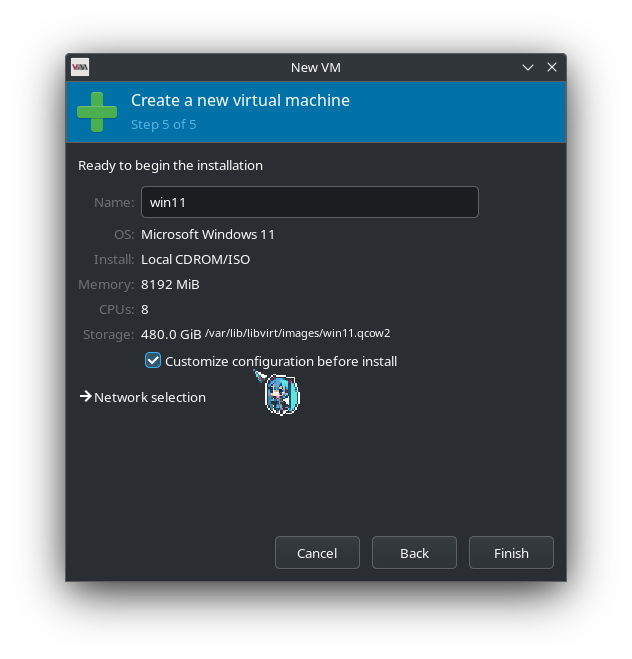 New VM
Create a new virtual machine
Step 5 of 5
Ready to begin the installation
Name: win11
OS: Microsoft Windows 11
Install: Local CDROM/ISO
Memory: 8192 MiB
CPUs: 8
Storage: 480.0 GiB /var/lib/libvirt/images/win11.qcow2
Customize configuration before install
Network selection
Cancel Back Finish